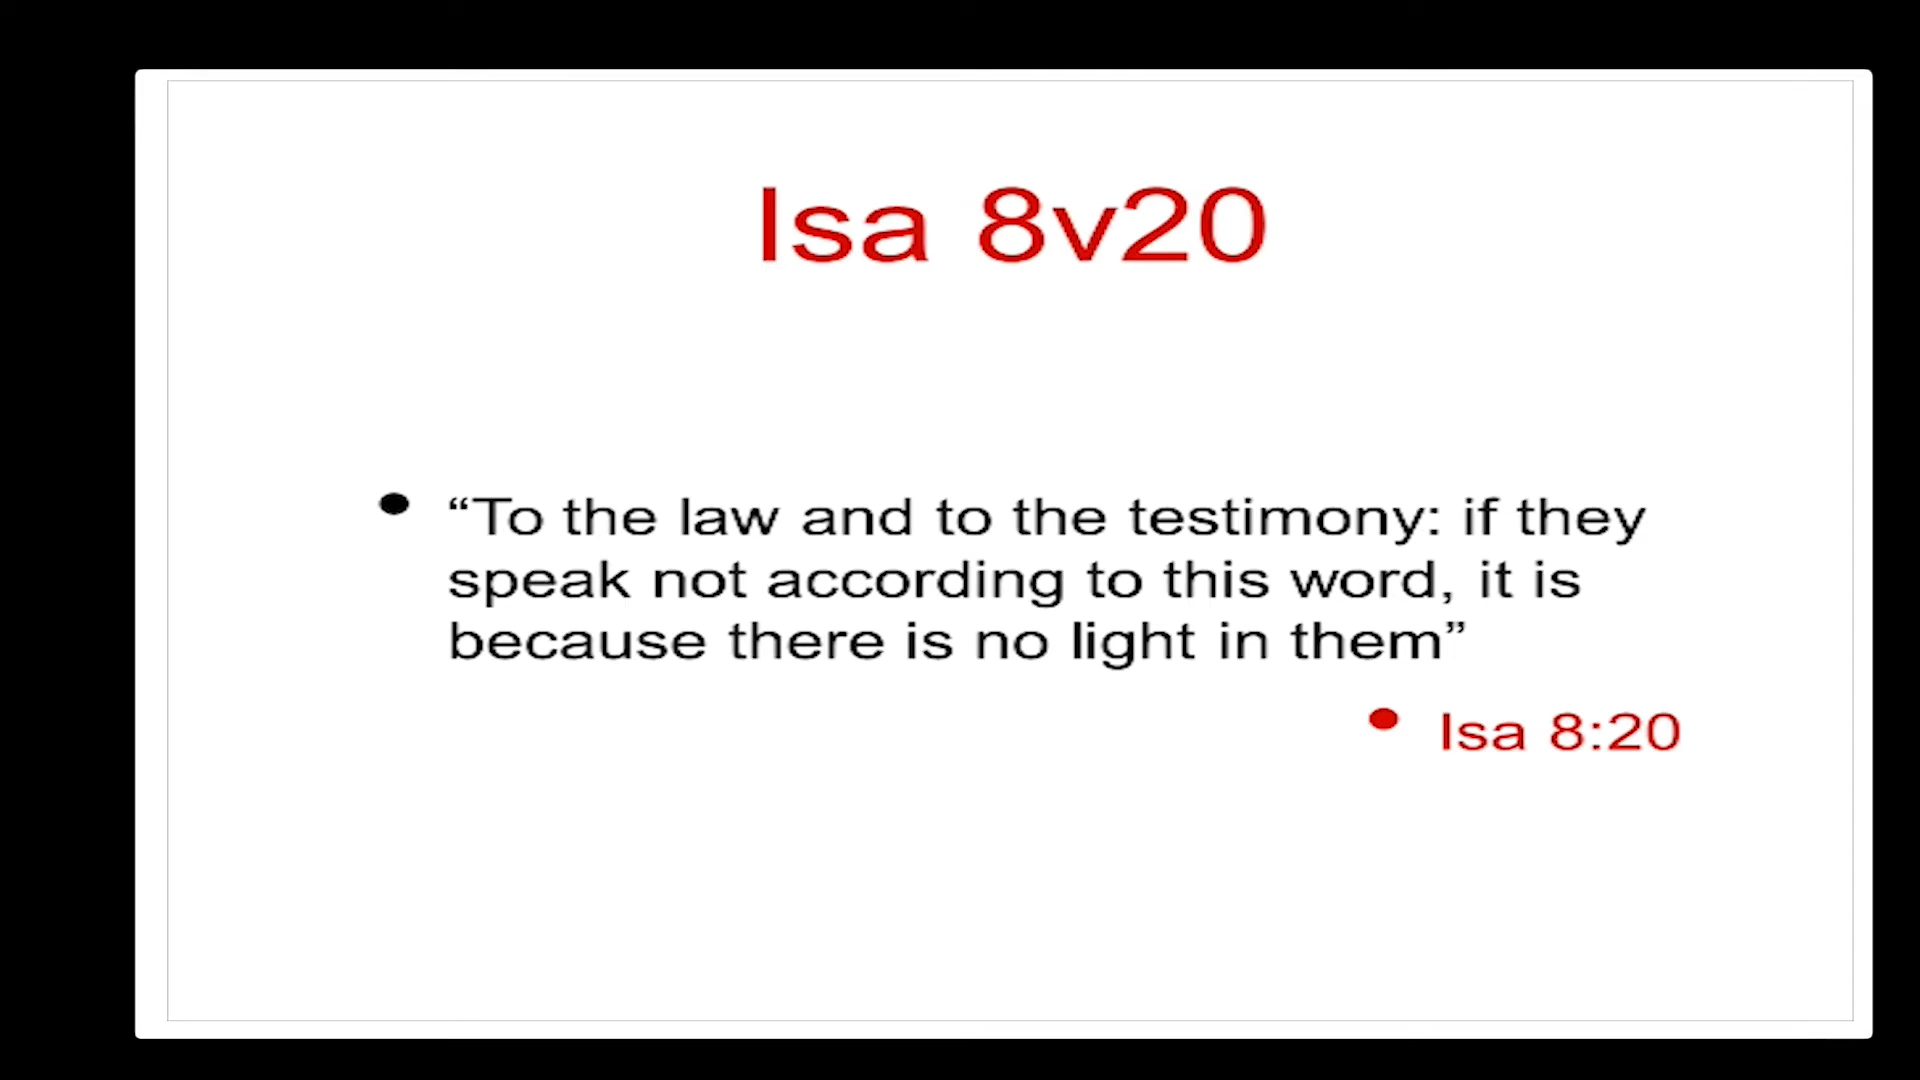 Isa 8v20
• “To the law and to the testimony: if they
speak not according to this word, it is
because there is no light in them”
• Isa 8:20